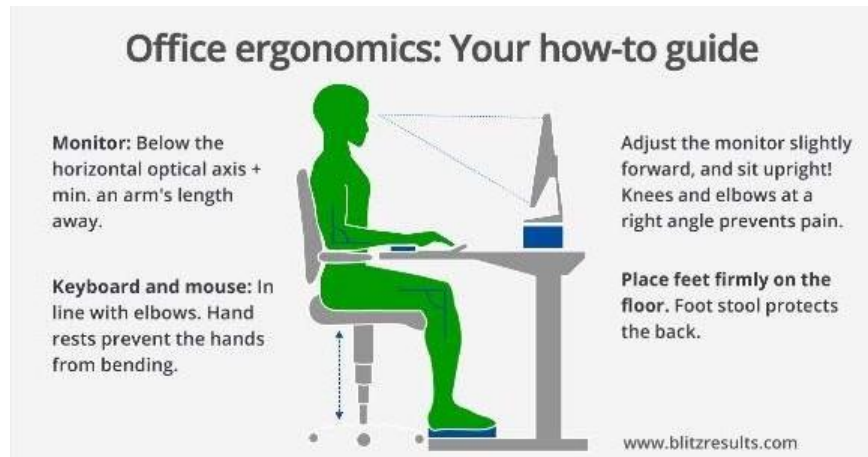 Office ergonomics: Your how-to guide
Monitor: Below the
horizontal optical axis +
min. an arm's length
away.
Keyboard and mouse: In
line with elbows. Hand
rests prevent the hands
from bending.
Adjust the monitor slightly
forward, and sit upright!
Knees and elbows at a
right angle prevents pain.
Place feet firmly on the
floor. Foot stool protects
the back.
www.blitzresults.com